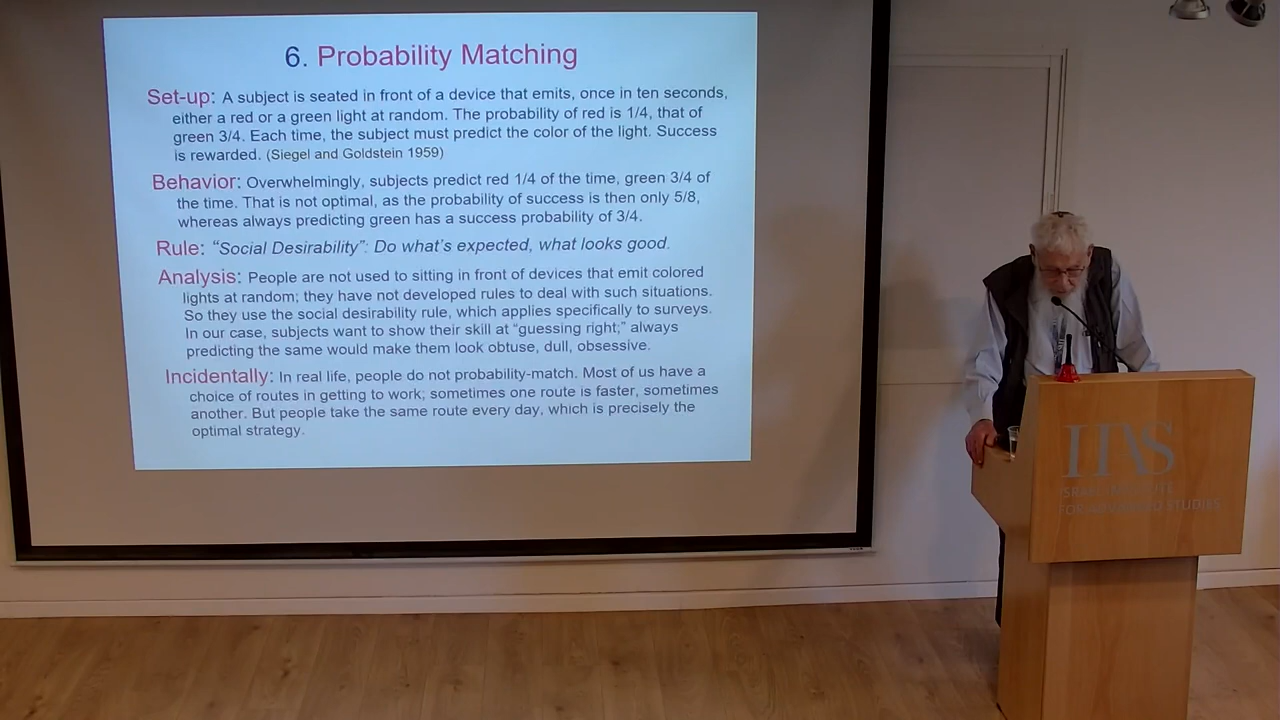 6. Probability Matching
Set-up: A subject is seated in front of a device that emits, once in ten seconds,
either a red or a green light at random. The probability of red is 1/4, that of
green 3/4. Each time, the subject must predict the color of the light. Success
is rewarded. (Siegel and Goldstein 1959)
Behavior: Overwhelmingly, subjects predict red 1/4 of the time, green 3/4 of
the time. That is not optimal, as the probability of success is then only 5/8,
whereas always predicting green has a success probability of 3/4.
Rule: “Social Desirability”: Do what’s expected, what looks good.
Analysis: People are not used to sitting in front of devices that emit colored
lights at random; they have not developed rules to deal with such situations.
So they use the social desirability rule, which applies specifically to surveys.
In our case, subjects want to show their skill at “guessing right;” always
predicting the same would make them look obtuse, dull, obsessive.
Incidentally: In real life, people do not probability-match. Most of us have a
choice of routes in getting to work; sometimes one route is faster, sometimes
another. But people take the same route every day, which is precisely the
optimal strategy.
IIAS
ISRAEL INSTITUTE
FOR ADVANCED STUDIES